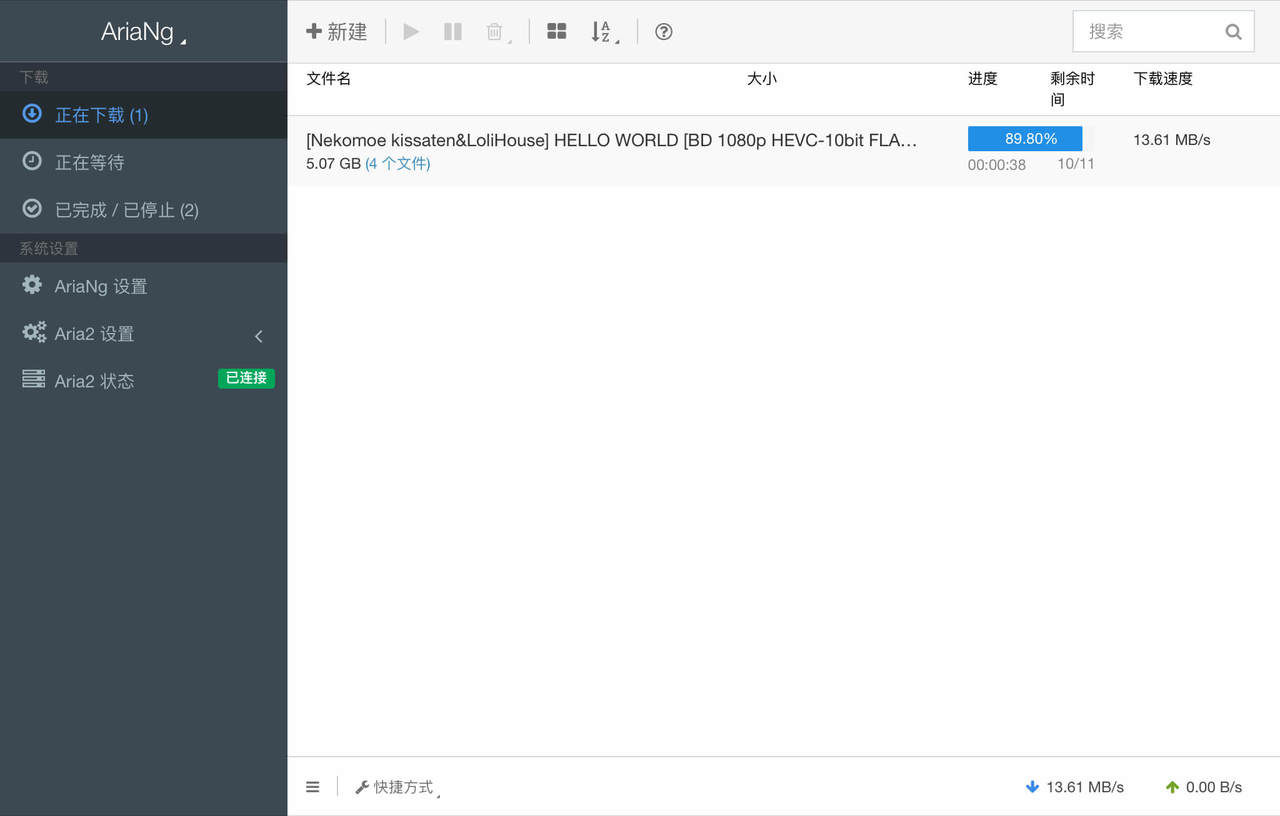 AriaNg
新建
搜索
下载
正在下载 (1)
正在等待
已完成 / 已停止 (2)
系统设置
AriaNg 设置
Aria2 设置
Aria2 状态 已连接
文件名 大小 进度 剩余时间 下载速度
[Nekomoe kissaten&LoliHouse] HELLO WORLD [BD 1080p HEVC-10bit FLA… 89.80% 13.61 MB/s
5.07 GB (4 个文件) 00:00:38 10/11
快捷方式 13.61 MB/s 0.00 B/s